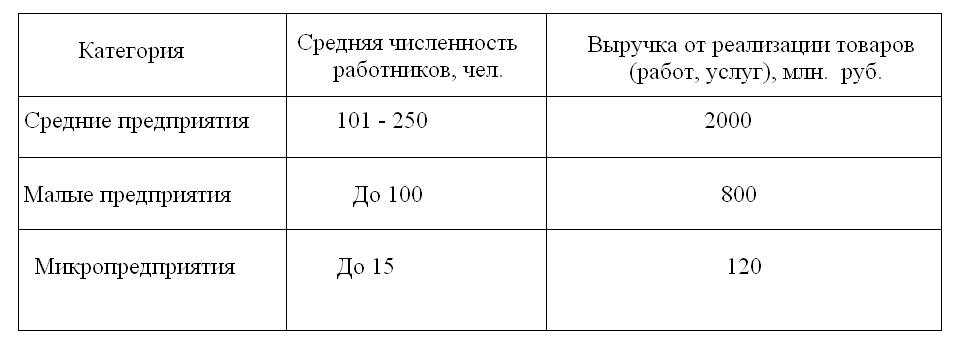 Категория
Средняя численность
работников, чел.
Выручка от реализации товаров
(работ, услуг), млн. руб.
Средние предприятия
101 - 250
2000
Малые предприятия
До 100
800
Микропредприятия
До 15
120